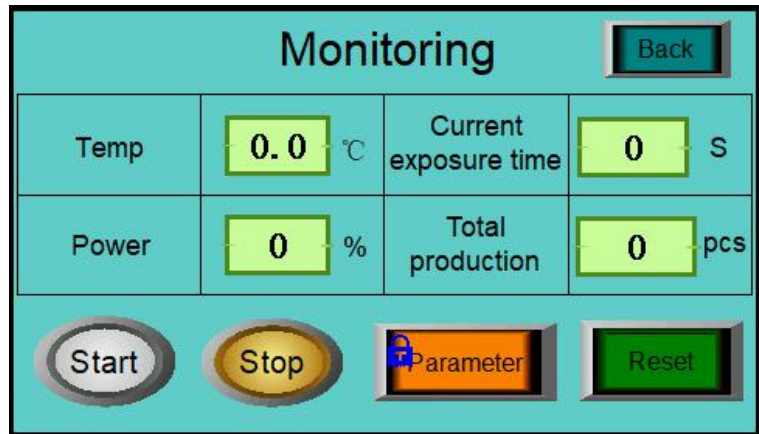 Monitoring
Back
Temp
0.0 ℃
Current
exposure time
0 S
Power
0 %
Total
production
0 pcs
Start
Stop
Parameter
Reset